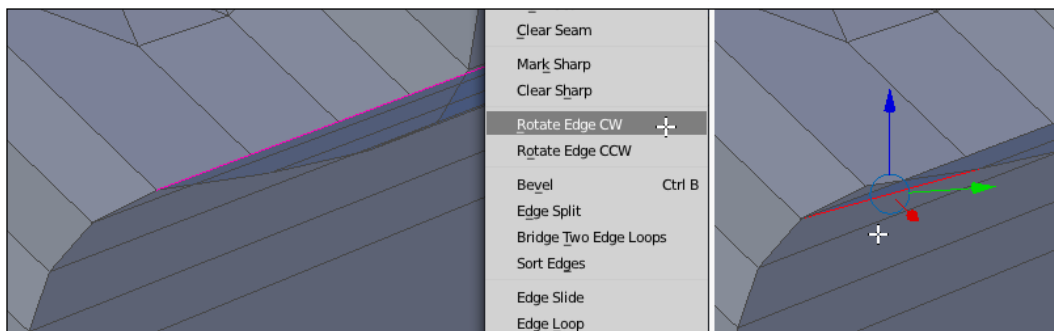 Clear Seam
Mark Sharp
Clear Sharp
Rotate Edge CW
Rotate Edge CCW
Bevel Ctrl B
Edge Split
Bridge Two Edge Loops
Sort Edges
Edge Slide
Edge Loop